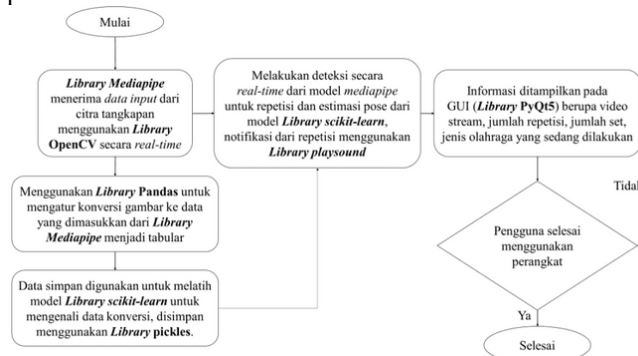 Mulai
Library Mediapipe
menerima data input dari
citra tangkapan
menggunakan Library
OpenCV secara real-time
Menggunakan Library Pandas untuk
mengatur konversi gambar ke data
yang dimasukkan dari Library
Mediapipe menjadi tabular
Data simpan digunakan untuk melatih
model Library scikit-learn untuk
mengenali data konversi, disimpan
menggunakan Library pickles.
Melakukan deteksi secara
real-time dari model mediapipe
untuk repetisi dan estimasi pose dari
model Library scikit-learn,
notifikasi dari repetisi menggunakan
Library playsound
Informasi ditampilkan pada
GUI (Library PyQt5) berupa video
stream, jumlah repetisi, jumlah set,
jenis olahraga yang sedang dilakukan
Tidak
Pengguna selesai
menggunakan
perangkat
Ya
Selesai